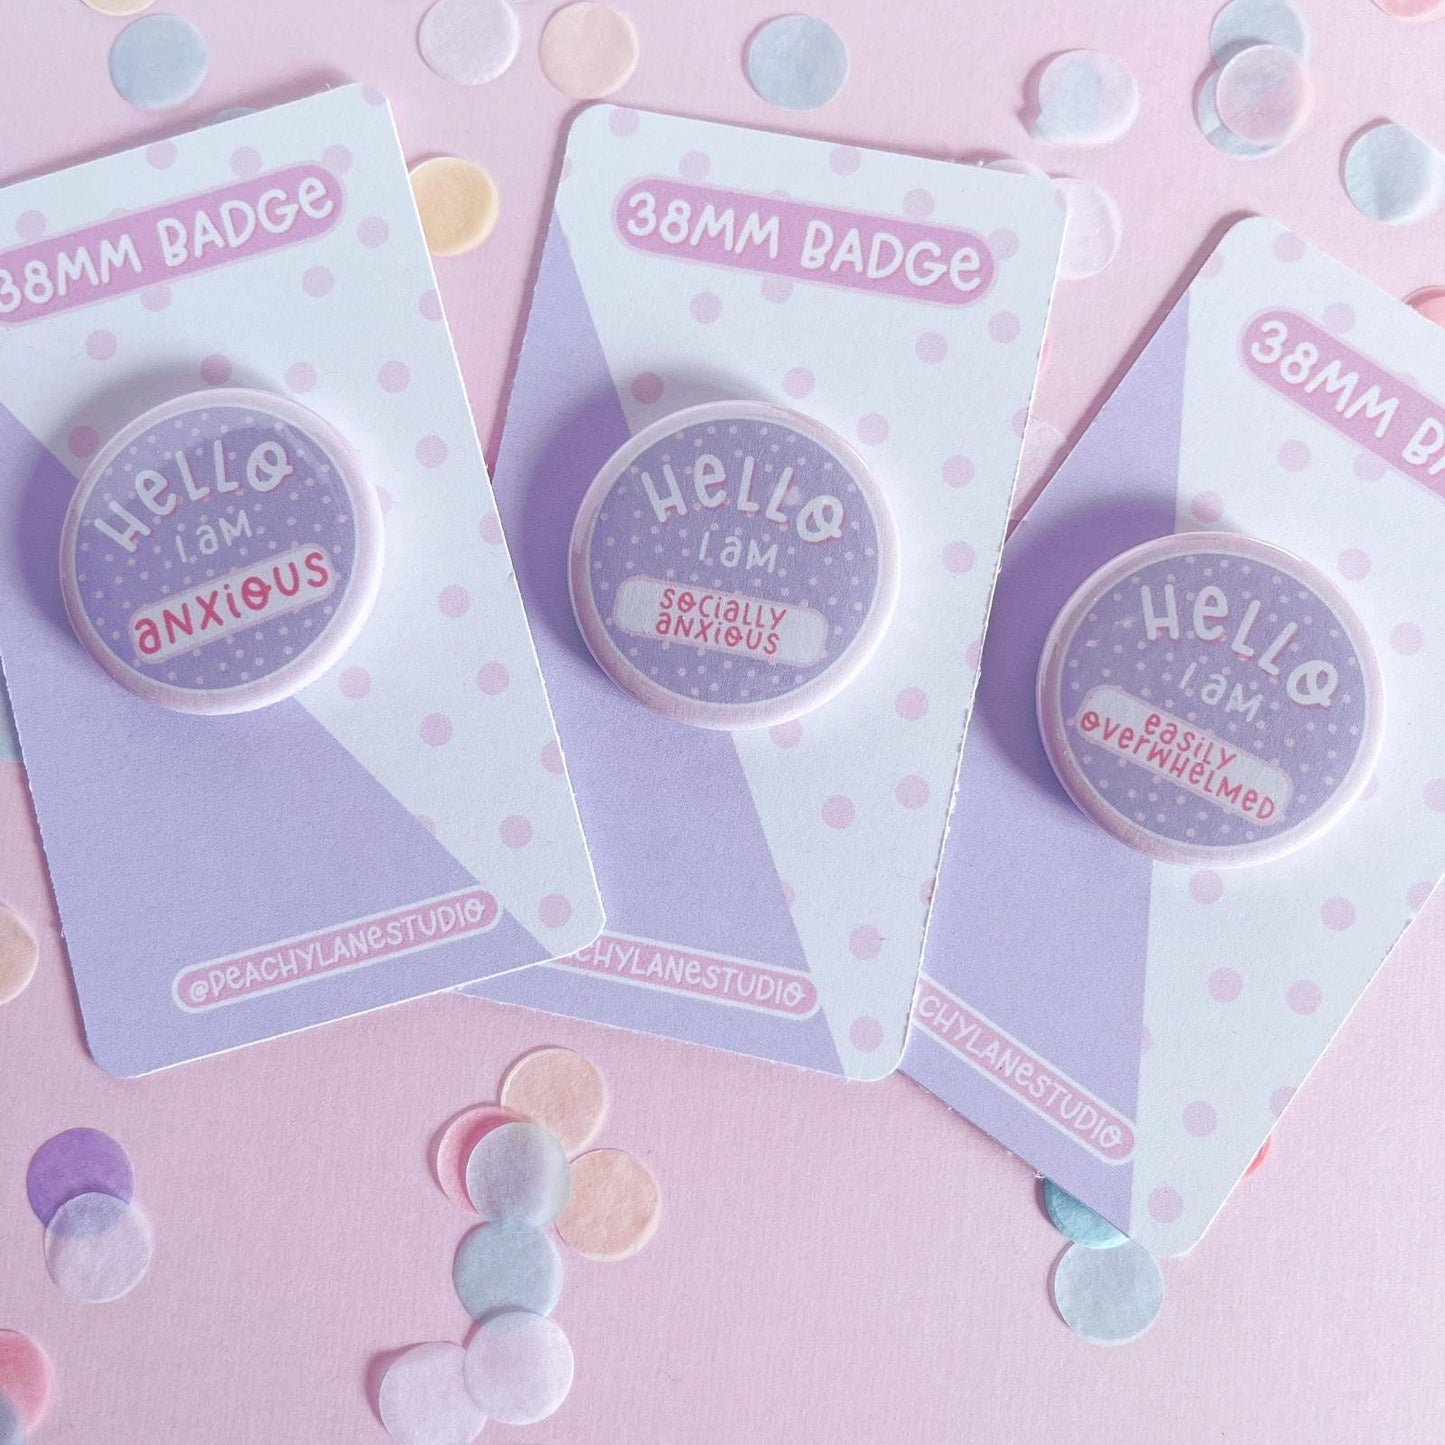 38MM BADGE
HELLO
I AM
ANXIOUS
@PEACHYLANESTUDIO
38MM BADGE
HELLO
I AM
SOCIALLY
ANXIOUS
CHYLANESTUDIO
38MM BA
HELLO
I AM
EASILY
OVERWHELMED
CHYLANESTUDIO